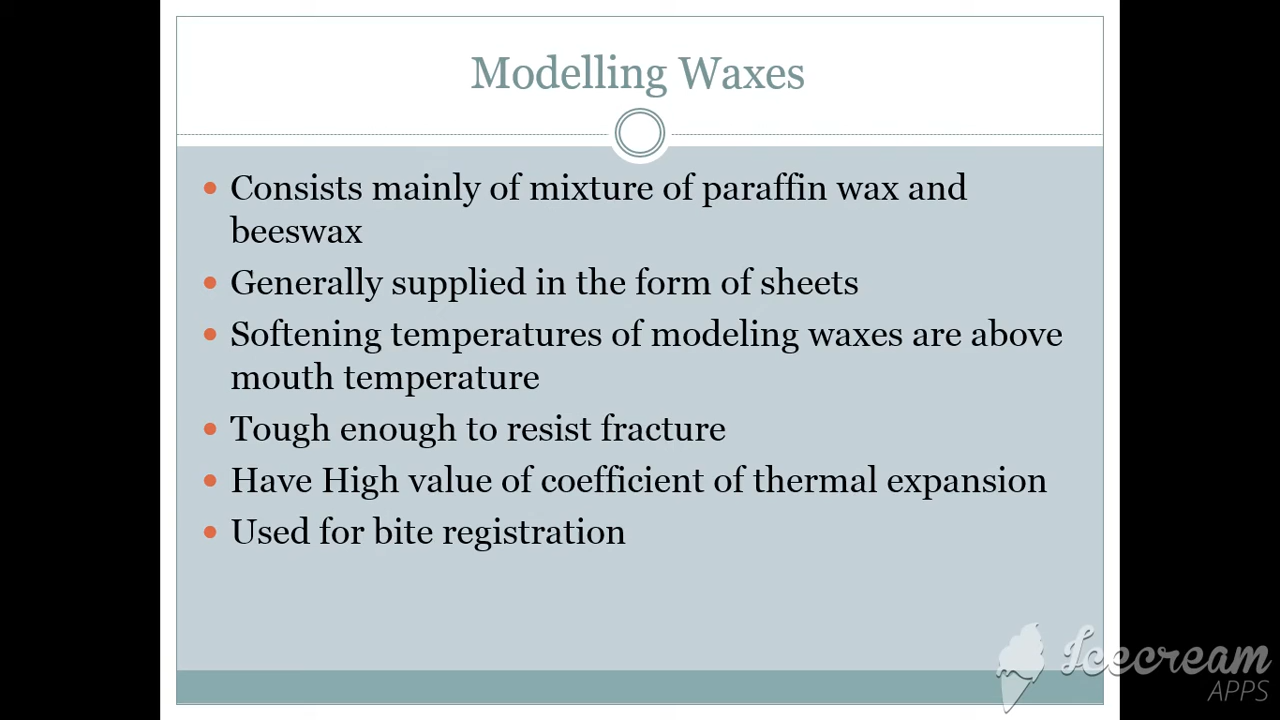 Modelling Waxes
Consists mainly of mixture of paraffin wax and
beeswax
Generally supplied in the form of sheets
Softening temperatures of modeling waxes are above
mouth temperature
Tough enough to resist fracture
Have High value of coefficient of thermal expansion
Used for bite registration
Icecream
APPS